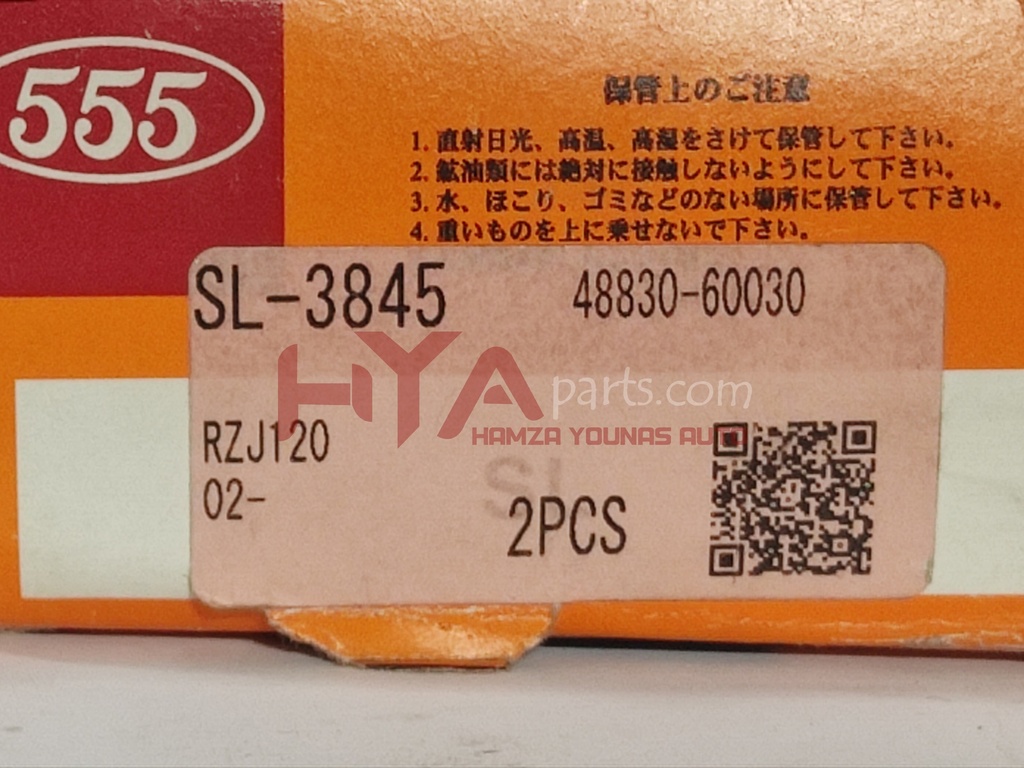 555
保管上のご注意
1. 直射日光、高温、高湿をさけて保管して下さい。
2. 鉱油類には絶対に接触しないようにして下さい。
3. 水、ほこり、ゴミなどのない場所に保管して下さい。
4. 重いものを上に乗せないで下さい。
SL-3845 48830-60030
HYAparts.com
HAMZA YOUNAS AUTO
RZJ120
02-
SL
2PCS